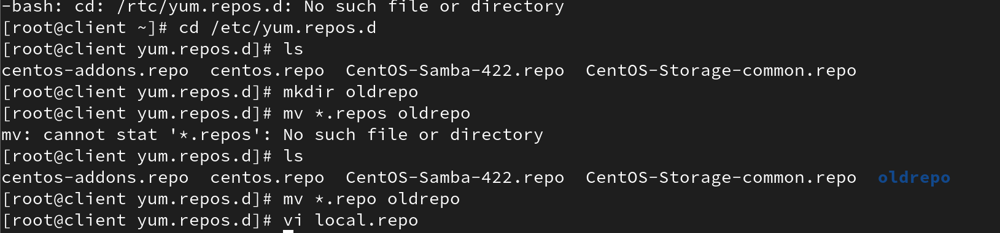 -bash: cd: /rtc/yum.repos.d: No such file or directory
[root@client ~]# cd /etc/yum.repos.d
[root@client yum.repos.d]# ls
centos-addons.repo  centos.repo  CentOS-Samba-422.repo  CentOS-Storage-common.repo
[root@client yum.repos.d]# mkdir oldrepo
[root@client yum.repos.d]# mv *.repos oldrepo
mv: cannot stat '*.repos': No such file or directory
[root@client yum.repos.d]# ls
centos-addons.repo  centos.repo  CentOS-Samba-422.repo  CentOS-Storage-common.repo  oldrepo
[root@client yum.repos.d]# mv *.repo oldrepo
[root@client yum.repos.d]# vi local.repo